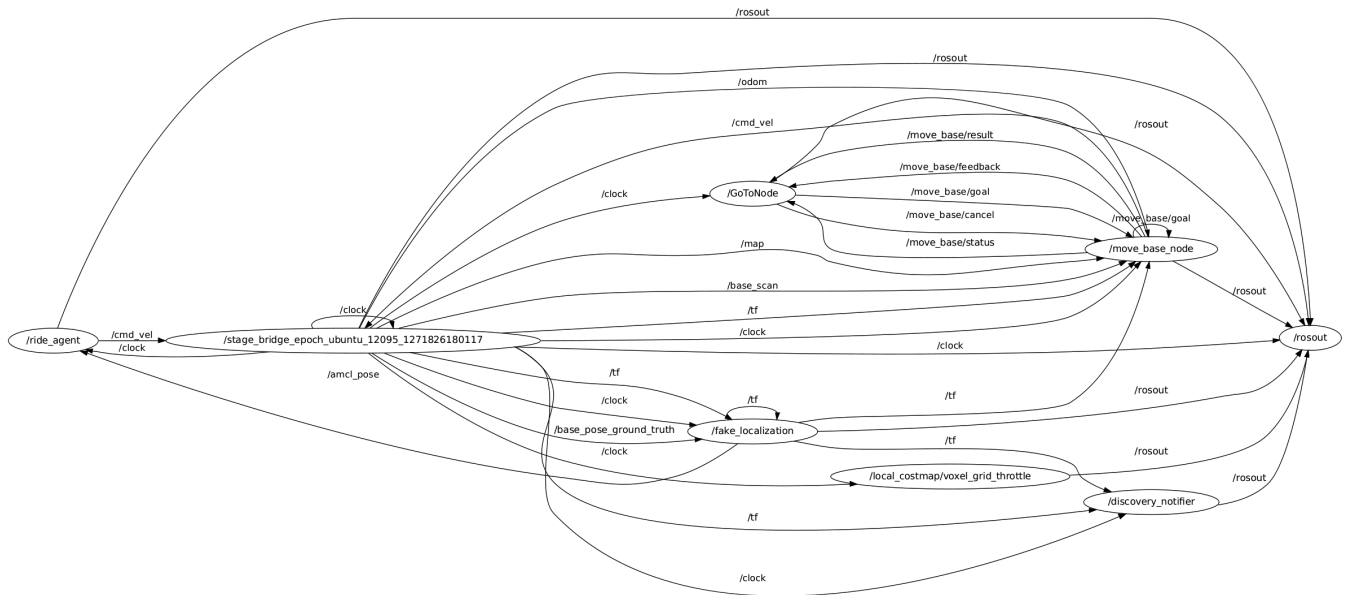 /rosout
/rosout
/odom
/cmd_vel
/rosout
/move_base/result
/move_base/feedback
/clock
/GoToNode
/move_base/goal
/move_base/cancel
/move_base/goal
/map
/move_base/status
/move_base_node
/base_scan
/rosout
/clock
/tf
/cmd_vel
/stage_bridge_epoch_ubuntu_12095_1271826180117
/clock
/rosout
/ride_agent
/clock
/clock
/amcl_pose
/tf
/rosout
/clock
/tf
/tf
/base_pose_ground_truth
/fake_localization
/tf
/clock
/rosout
/local_costmap/voxel_grid_throttle
/rosout
/discovery_notifier
/tf
/clock